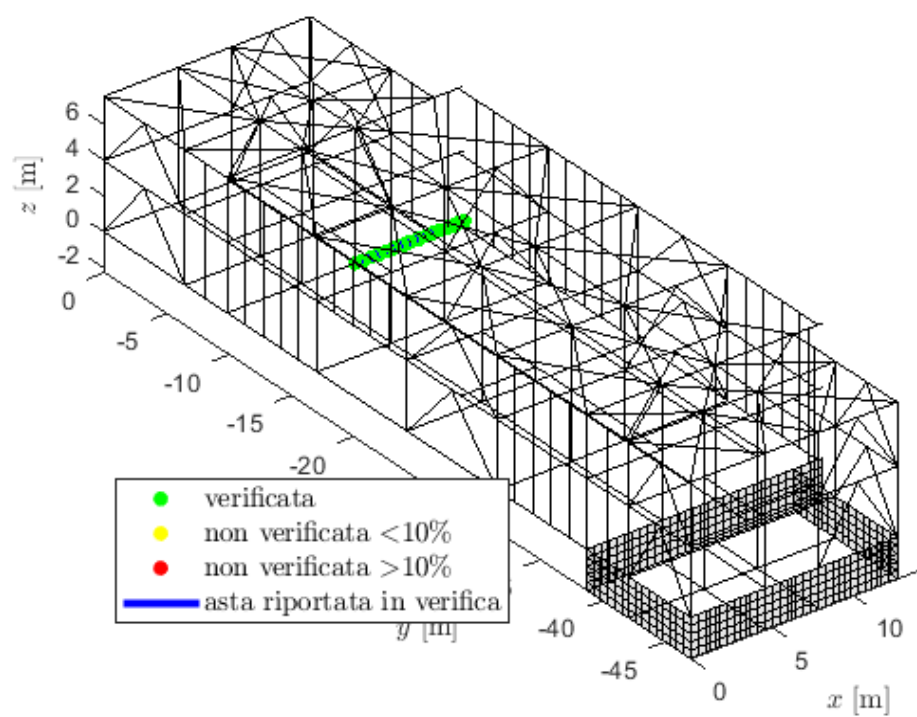 6
4
2
0
-2
z [m]
0
-5
-10
-15
-20
verificata
non verificata <10%
non verificata >10%
asta riportata in verifica
y [m]
-40
-45
0
5
10
x [m]